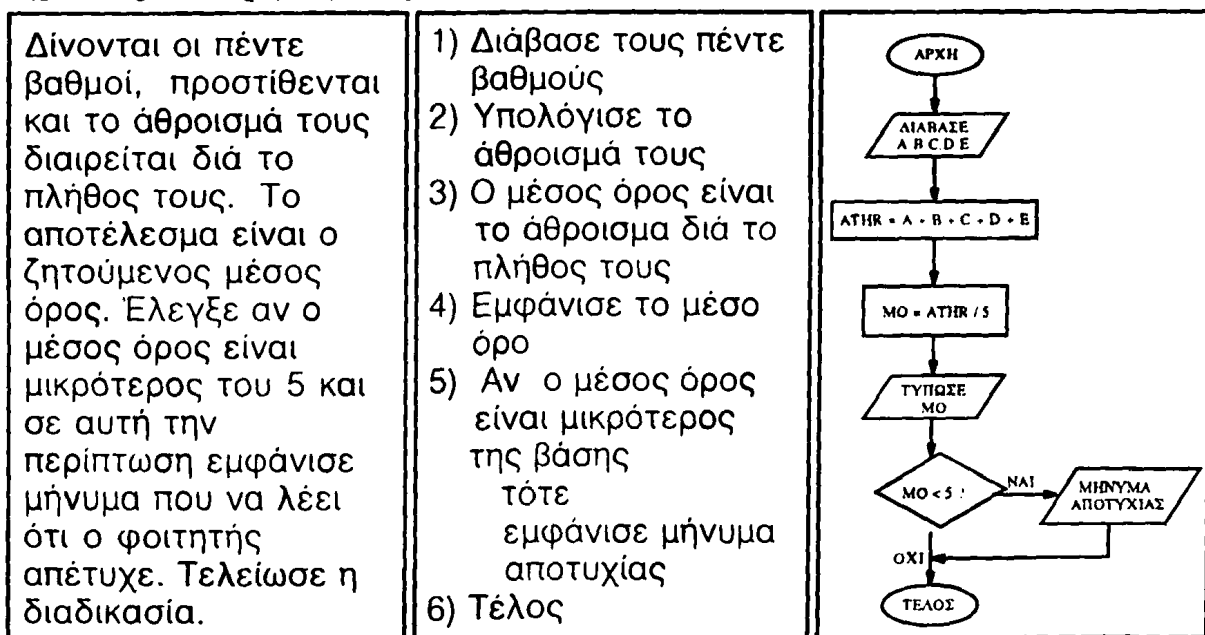 Δίνονται οι πέντε
βαθμοί, προστίθενται
και το άθροισμά τους
διαιρείται διά το
πλήθος τους. Το
αποτέλεσμα είναι ο
ζητούμενος μέσος
όρος. Έλεγξε αν ο
μέσος όρος είναι
μικρότερος του 5 και
σε αυτή την
περίπτωση εμφάνισε
μήνυμα που να λέει
ότι ο φοιτητής
απέτυχε. Τελείωσε η
διαδικασία.
1) Διάβασε τους πέντε
βαθμούς
2) Υπολόγισε το
άθροισμά τους
3) Ο μέσος όρος είναι
το άθροισμα διά το
πλήθος τους
4) Εμφάνισε το μέσο
όρο
5) Αν ο μέσος όρος
είναι μικρότερος
της βάσης
τότε
εμφάνισε μήνυμα
αποτυχίας
6) Τέλος
ΑΡΧΗ
ΔΙΑΒΑΣΕ
A B C D E
ATHR = A + B + C + D + E
MO = ATHR / 5
ΤΥΠΩΣΕ
MO
MO < 5 ?
ΝΑΙ
ΜΗΝΥΜΑ
ΑΠΟΤΥΧΙΑΣ
ΟΧΙ
ΤΕΛΟΣ